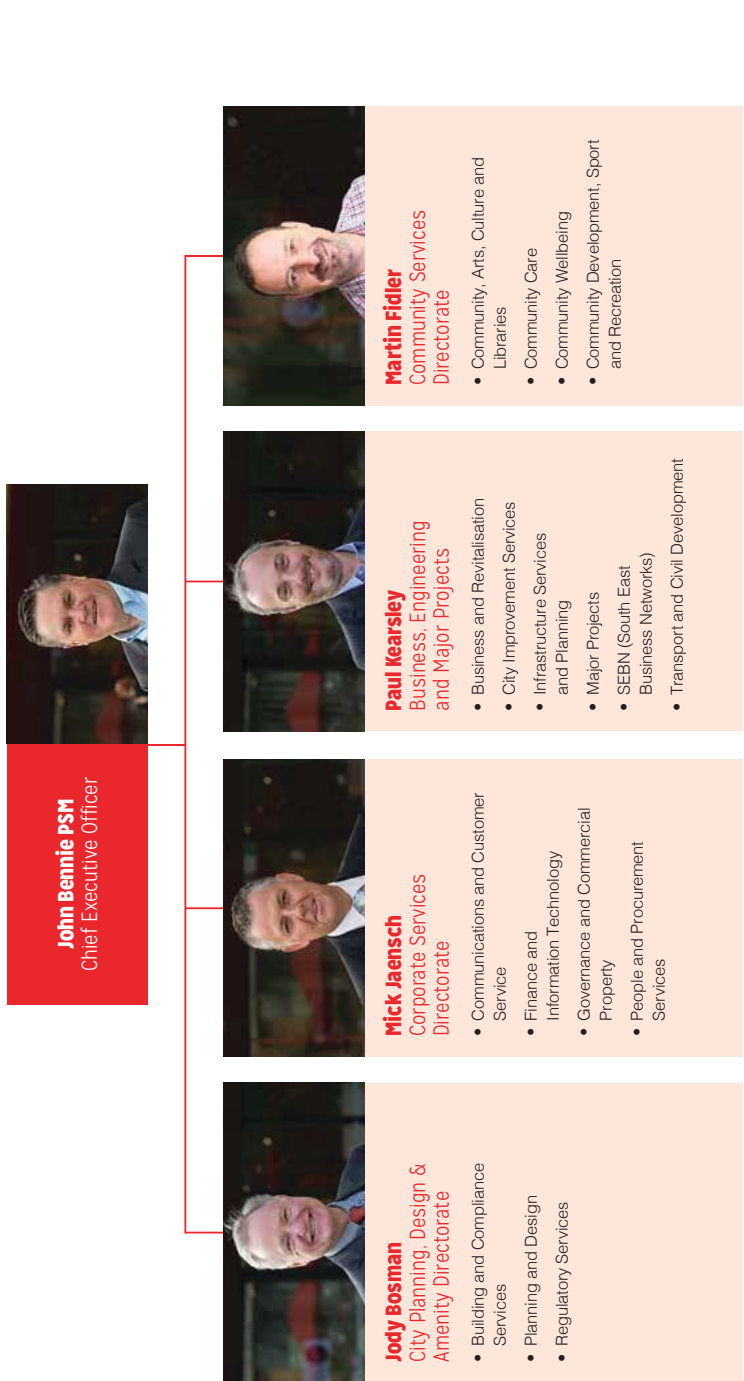 John Bennie PSM
Chief Executive Officer
Jody Bosman
City Planning, Design &
Amenity Directorate
• Building and Compliance
Services
• Planning and Design
• Regulatory Services
Mick Jaensch
Corporate Services
Directorate
• Communications and Customer
Service
• Finance and
Information Technology
• Governance and Commercial
Property
• People and Procurement
Services
Paul Kearsley
Business, Engineering
and Major Projects
• Business and Revitalisation
• City Improvement Services
• Infrastructure Services
and Planning
• Major Projects
• SEBN (South East
Business Networks)
• Transport and Civil Development
Martin Fidler
Community Services
Directorate
• Community, Arts, Culture and
Libraries
• Community Care
• Community Wellbeing
• Community Development, Sport
and Recreation